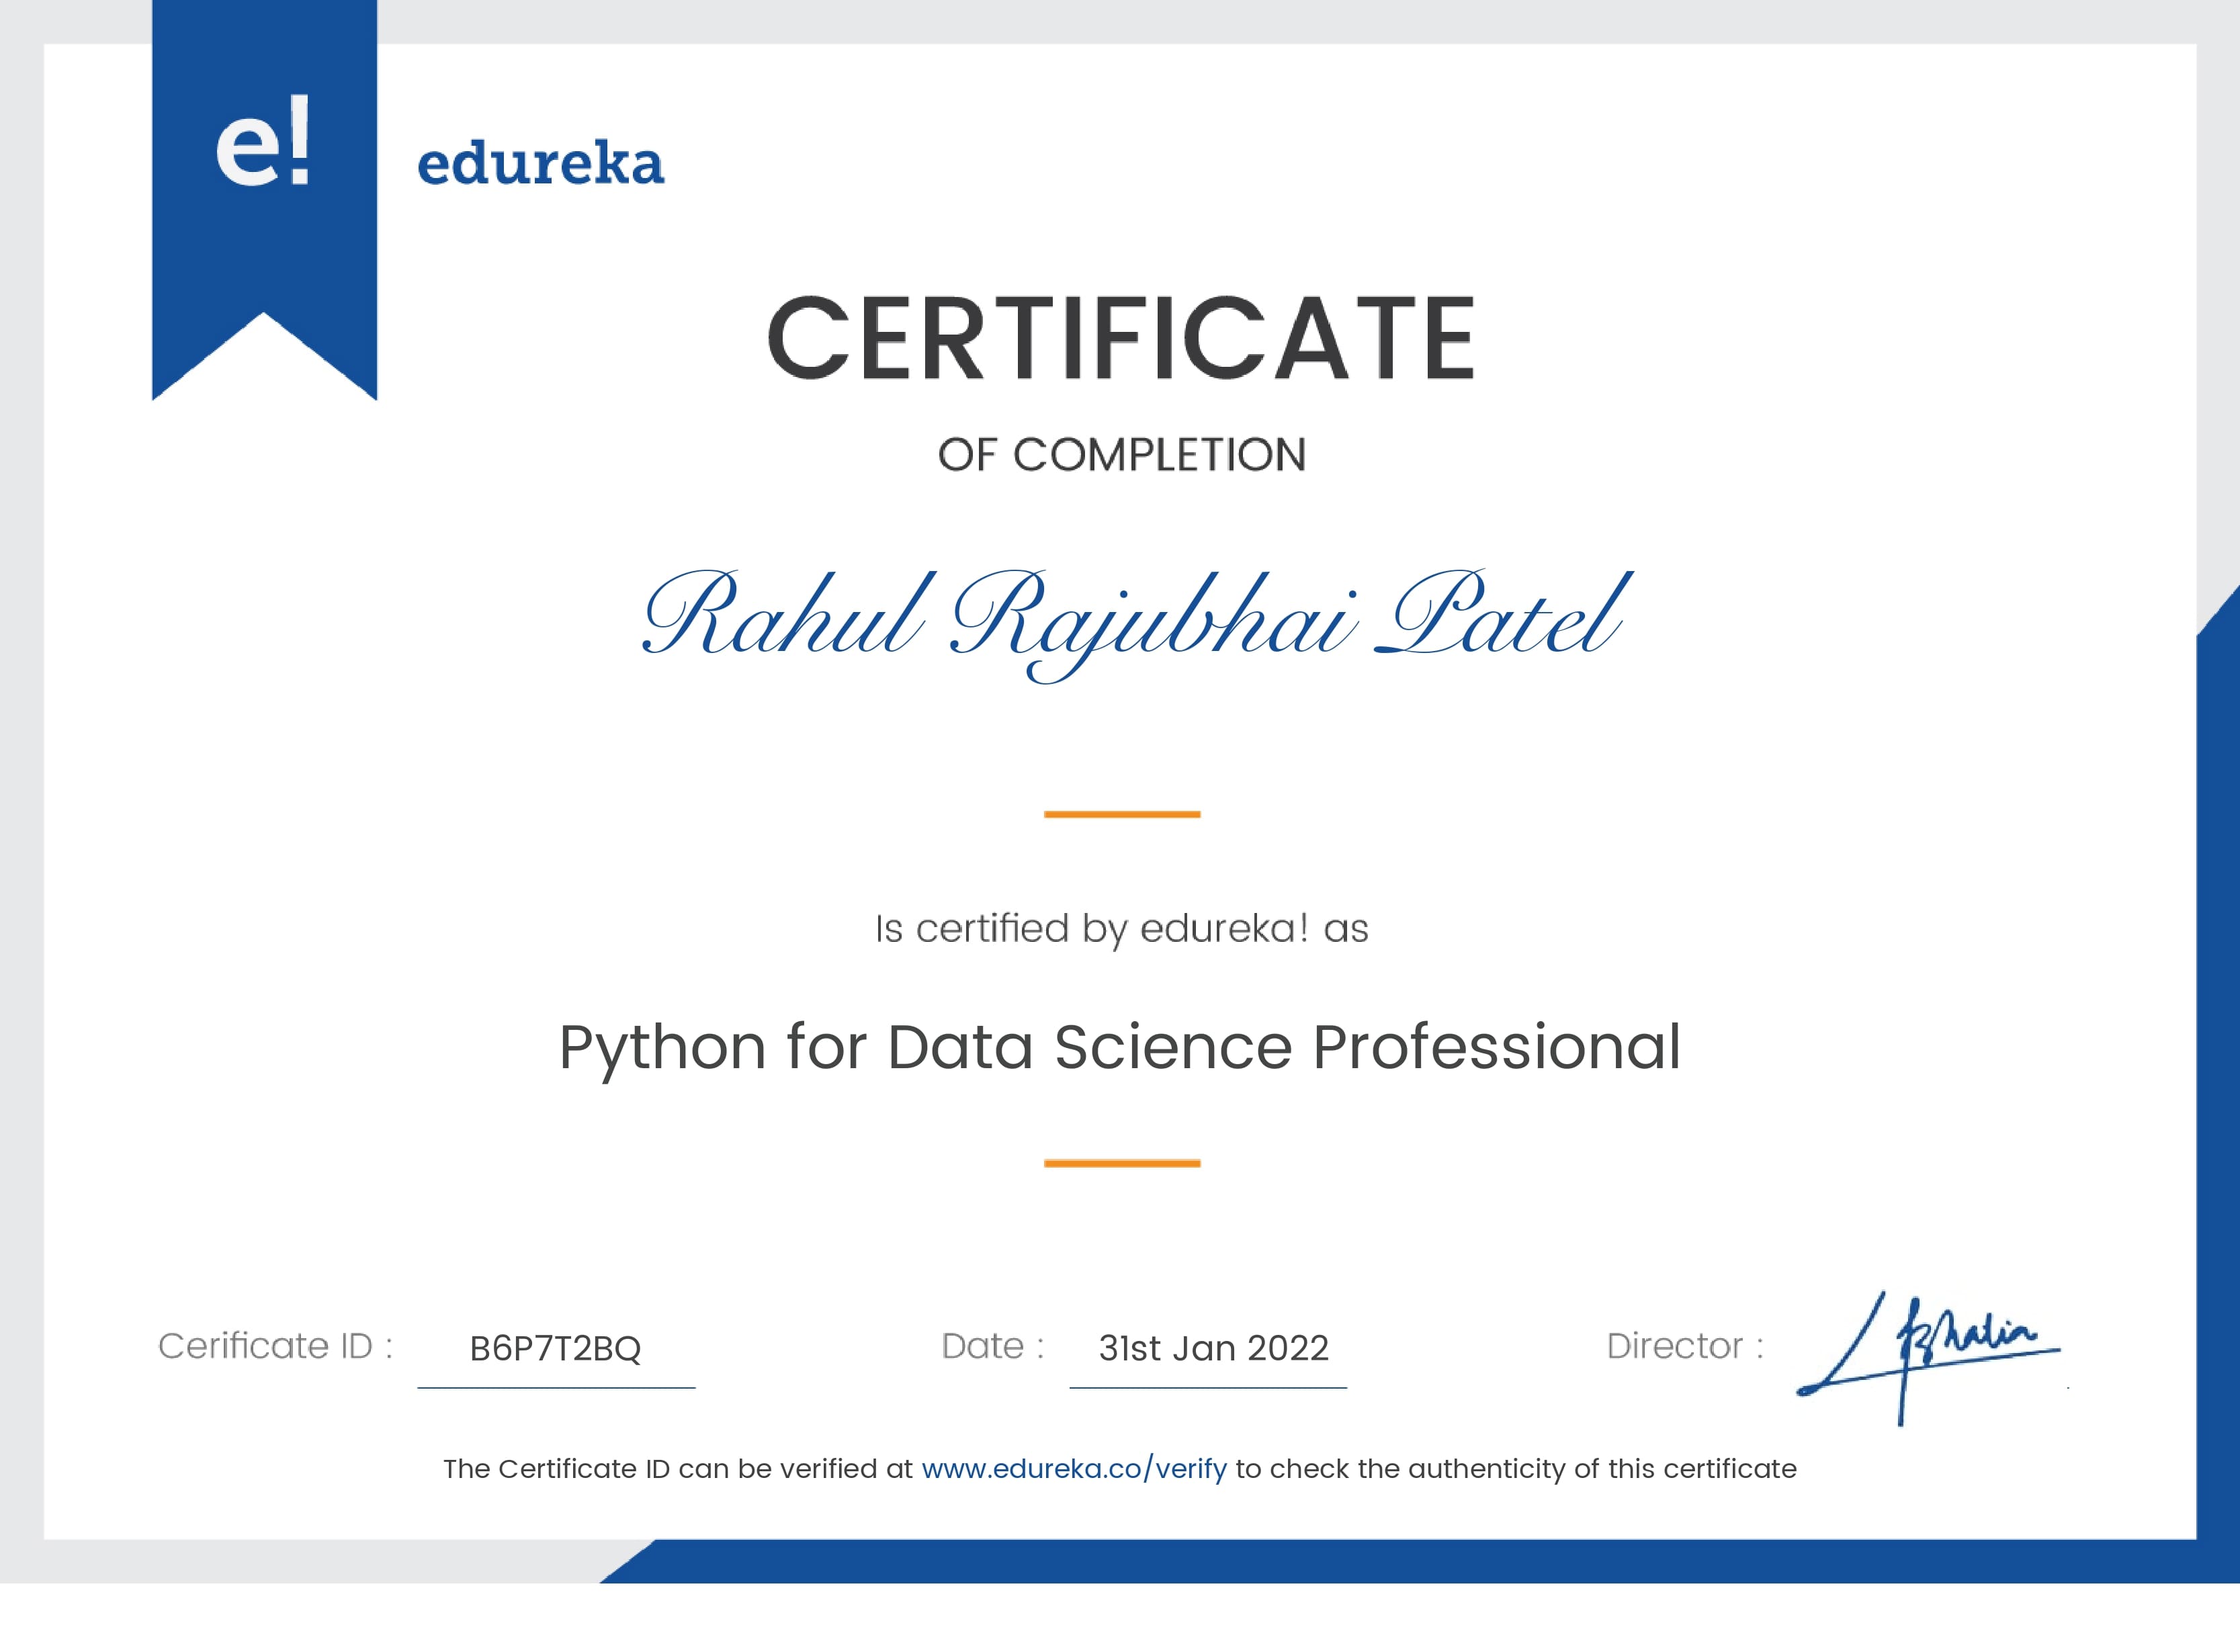 e!
edureka
CERTIFICATE
OF COMPLETION
Rahul Rajubhai Patel
Is certified by edureka! as
Python for Data Science Professional
Cerificate ID : B6P7T2BQ Date : 31st Jan 2022 Director :
The Certificate ID can be verified at www.edureka.co/verify to check the authenticity of this certificate